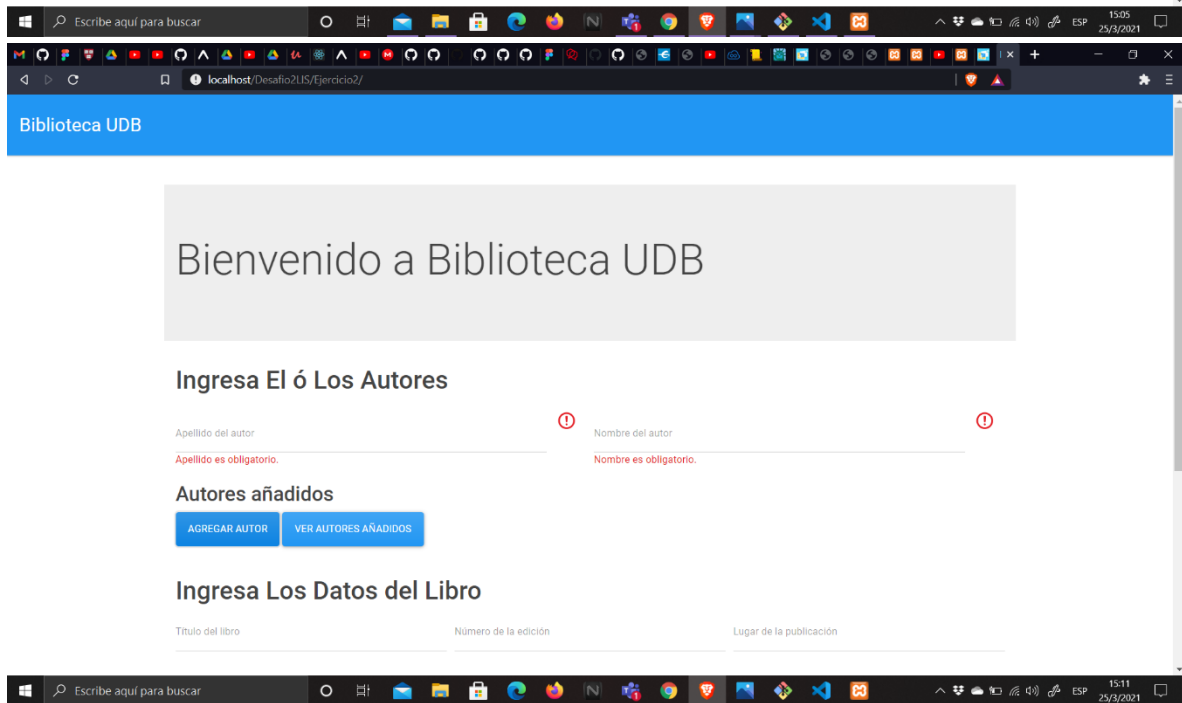 Escribe aquí para buscar
ESP
15:05
25/3/2021
localhost/Desafio2LIS/Ejercicio2/
Biblioteca UDB
Bienvenido a Biblioteca UDB
Ingresa El ó Los Autores
Apellido del autor
Nombre del autor
Apellido es obligatorio.
Nombre es obligatorio.
Autores añadidos
AGREGAR AUTOR
VER AUTORES AÑADIDOS
Ingresa Los Datos del Libro
Título del libro
Número de la edición
Lugar de la publicación
Escribe aquí para buscar
ESP
15:11
25/3/2021